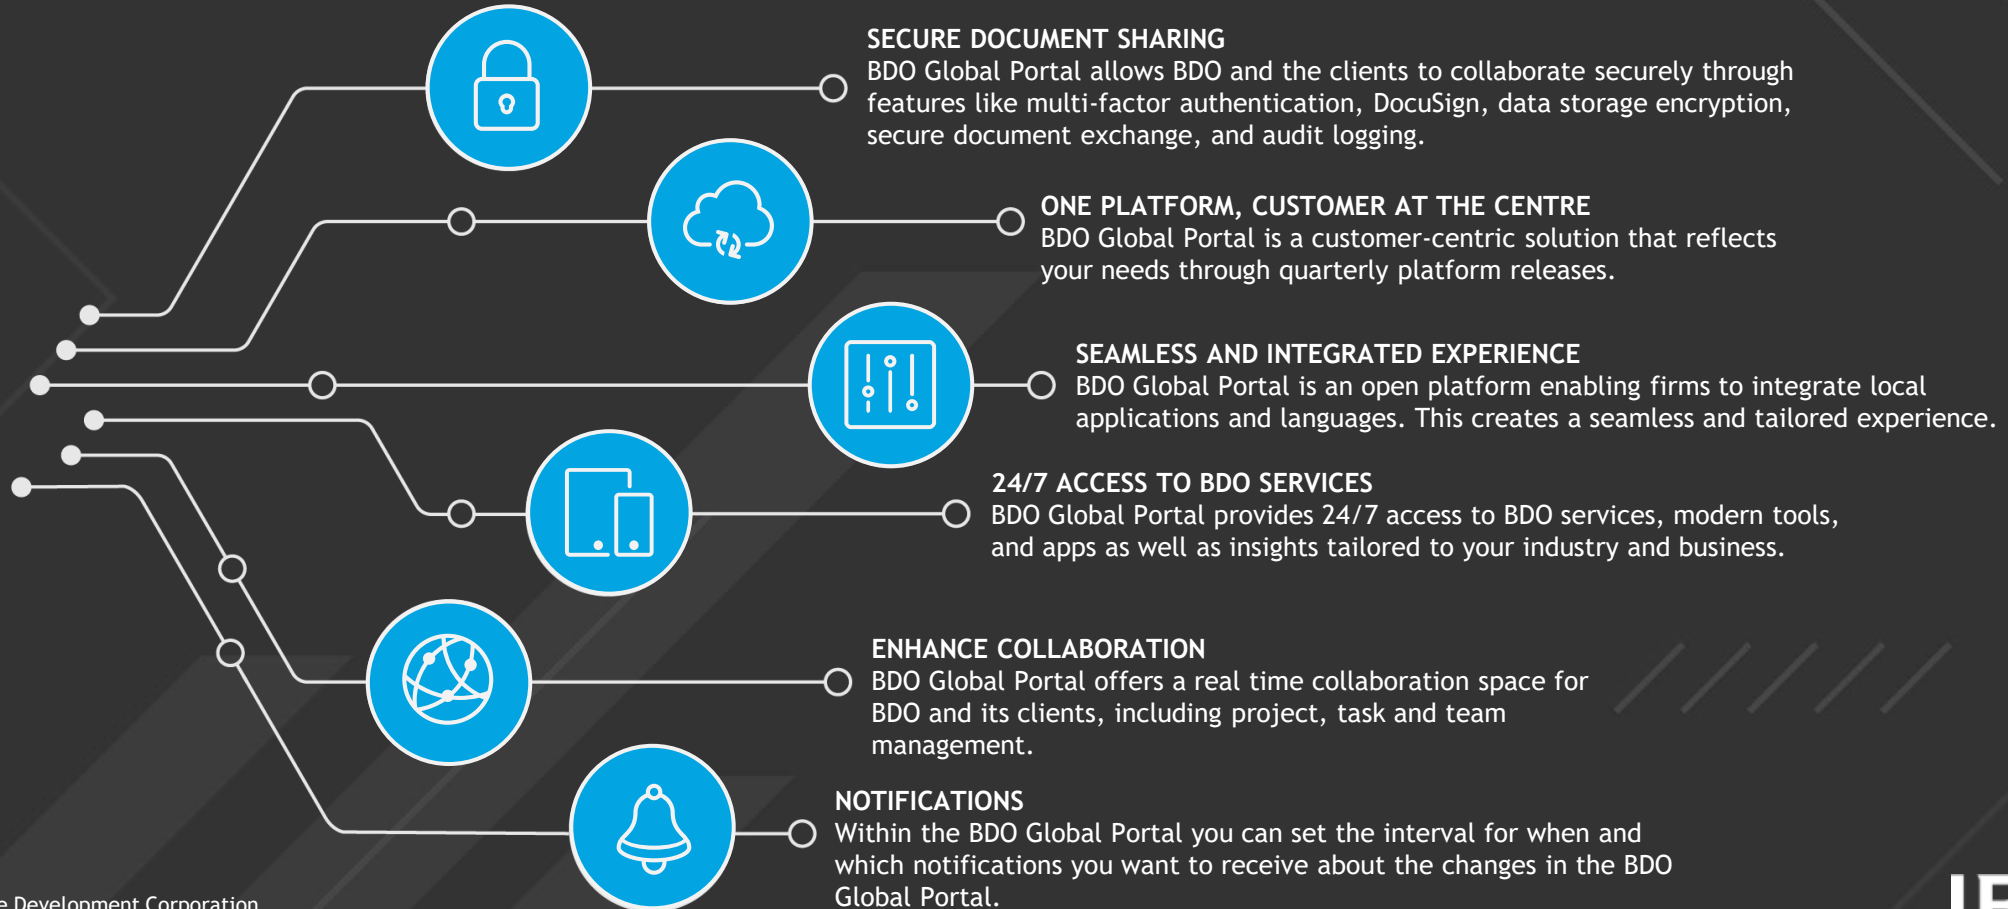 SECURE DOCUMENT SHARING
BDO Global Portal allows BDO and the clients to collaborate securely through
features like multi-factor authentication, DocuSign, data storage encryption,
secure document exchange, and audit logging.
ONE PLATFORM, CUSTOMER AT THE CENTRE
BDO Global Portal is a customer-centric solution that reflects
your needs through quarterly platform releases.
SEAMLESS AND INTEGRATED EXPERIENCE
BDO Global Portal is an open platform enabling firms to integrate local
applications and languages. This creates a seamless and tailored experience.
24/7 ACCESS TO BDO SERVICES
BDO Global Portal provides 24/7 access to BDO services, modern tools,
and apps as well as insights tailored to your industry and business.
ENHANCE COLLABORATION
BDO Global Portal offers a real time collaboration space for
BDO and its clients, including project, task and team
management.
NOTIFICATIONS
Within the BDO Global Portal you can set the interval for when and
which notifications you want to receive about the changes in the BDO
Global Portal.
Development Corporation